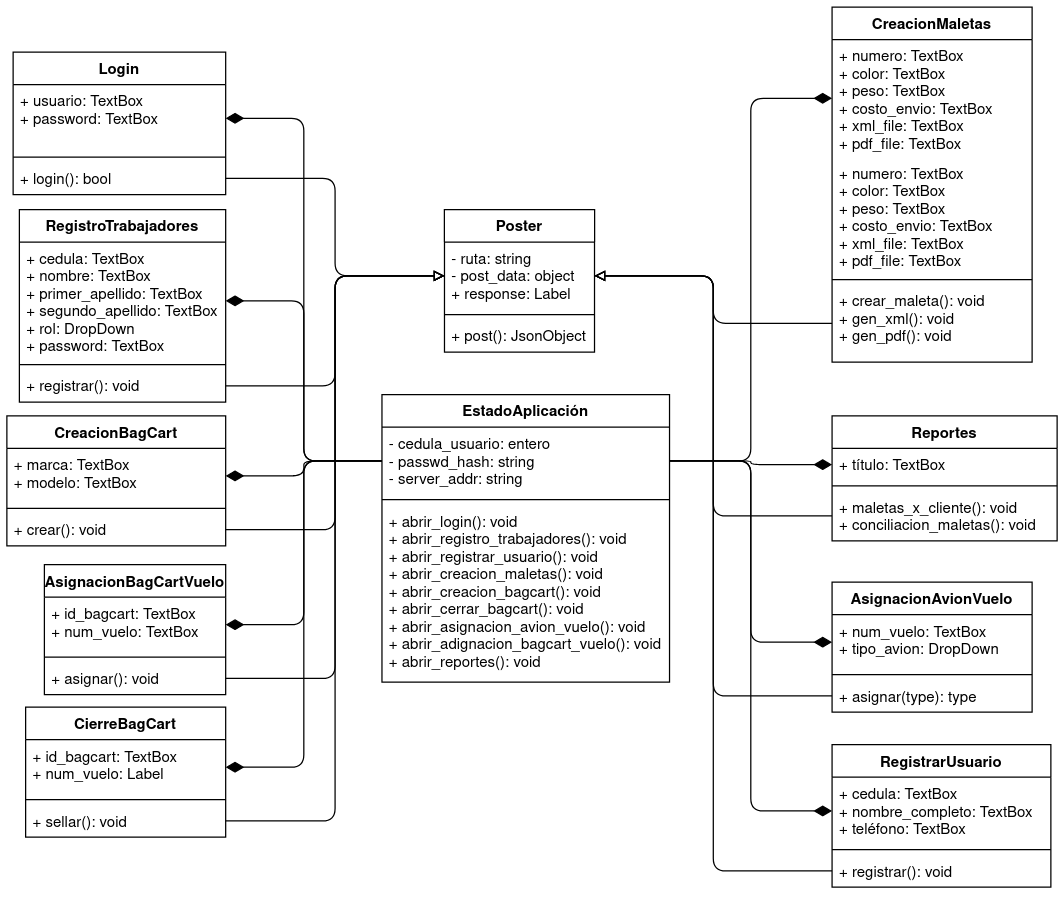 Login
+ usuario: TextBox
+ password: TextBox
+ login(): bool
RegistroTrabajadores
+ cedula: TextBox
+ nombre: TextBox
+ primer_apellido: TextBox
+ segundo_apellido: TextBox
+ rol: DropDown
+ password: TextBox
+ registrar(): void
CreacionBagCart
+ marca: TextBox
+ modelo: TextBox
+ crear(): void
AsignacionBagCartVuelo
+ id_bagcart: TextBox
+ num_vuelo: TextBox
+ asignar(): void
CierreBagCart
+ id_bagcart: TextBox
+ num_vuelo: Label
+ sellar(): void
Poster
- ruta: string
- post_data: object
+ response: Label
+ post(): JsonObject
EstadoAplicación
- cedula_usuario: entero
- passwd_hash: string
- server_addr: string
+ abrir_login(): void
+ abrir_registro_trabajadores(): void
+ abrir_registrar_usuario(): void
+ abrir_creacion_maletas(): void
+ abrir_creacion_bagcart(): void
+ abrir_cerrar_bagcart(): void
+ abrir_asignacion_avion_vuelo(): void
+ abrir_adignacion_bagcart_vuelo(): void
+ abrir_reportes(): void
CreacionMaletas
+ numero: TextBox
+ color: TextBox
+ peso: TextBox
+ costo_envio: TextBox
+ xml_file: TextBox
+ pdf_file: TextBox
+ numero: TextBox
+ color: TextBox
+ peso: TextBox
+ costo_envio: TextBox
+ xml_file: TextBox
+ pdf_file: TextBox
+ crear_maleta(): void
+ gen_xml(): void
+ gen_pdf(): void
Reportes
+ título: TextBox
+ maletas_x_cliente(): void
+ conciliacion_maletas(): void
AsignacionAvionVuelo
+ num_vuelo: TextBox
+ tipo_avion: DropDown
+ asignar(type): type
RegistrarUsuario
+ cedula: TextBox
+ nombre_completo: TextBox
+ teléfono: TextBox
+ registrar(): void